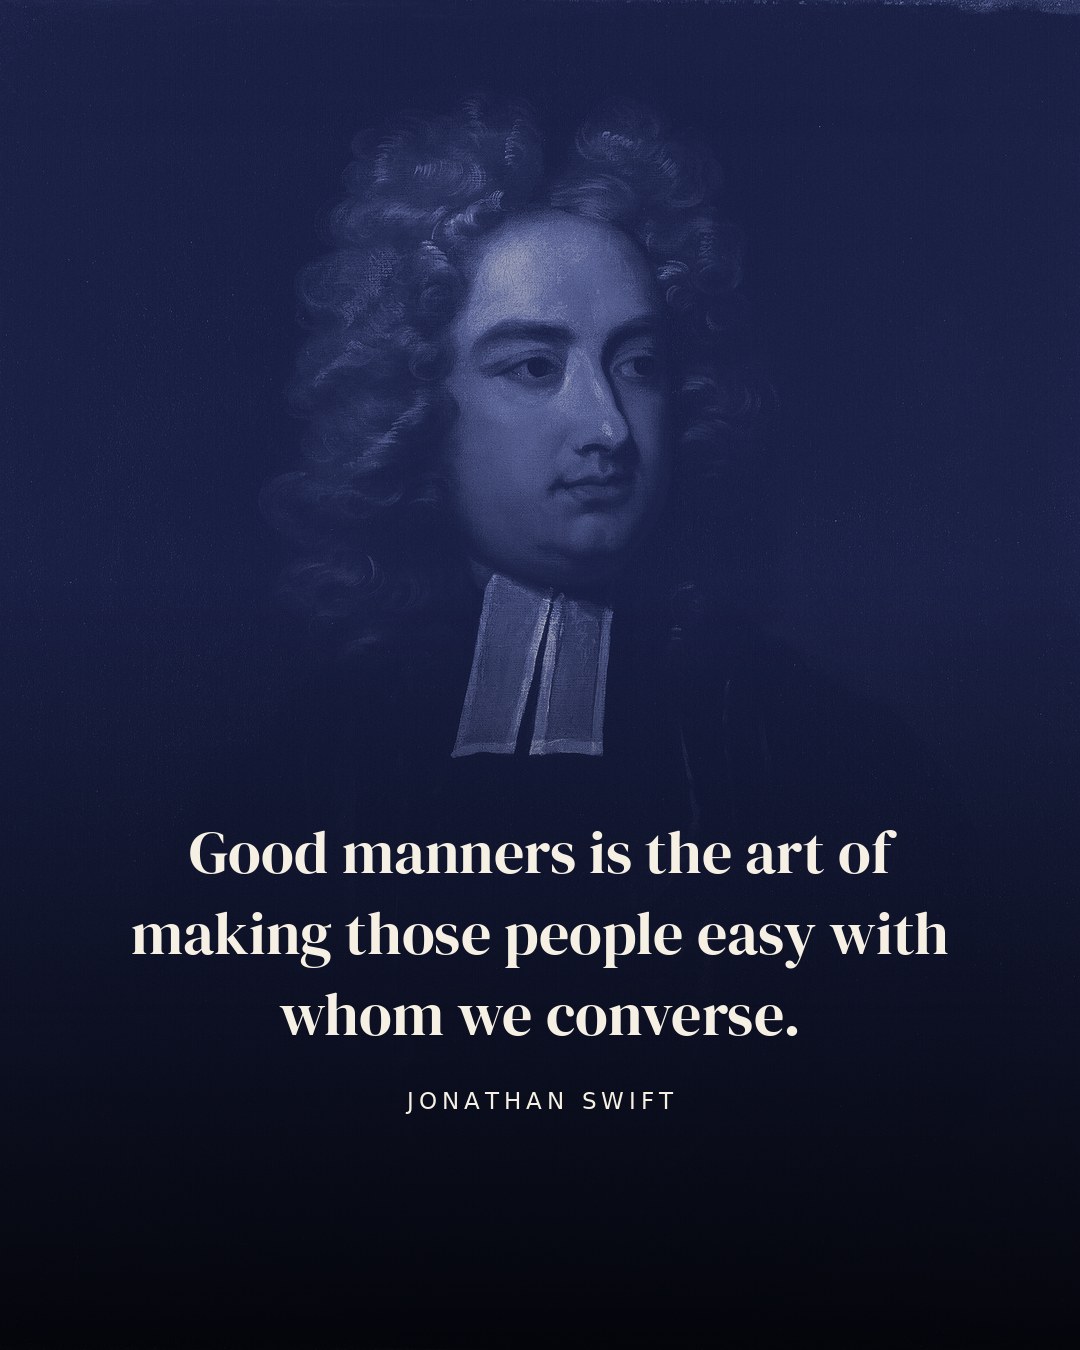 Good manners is the art of
making those people easy with
whom we converse.
JONATHAN SWIFT